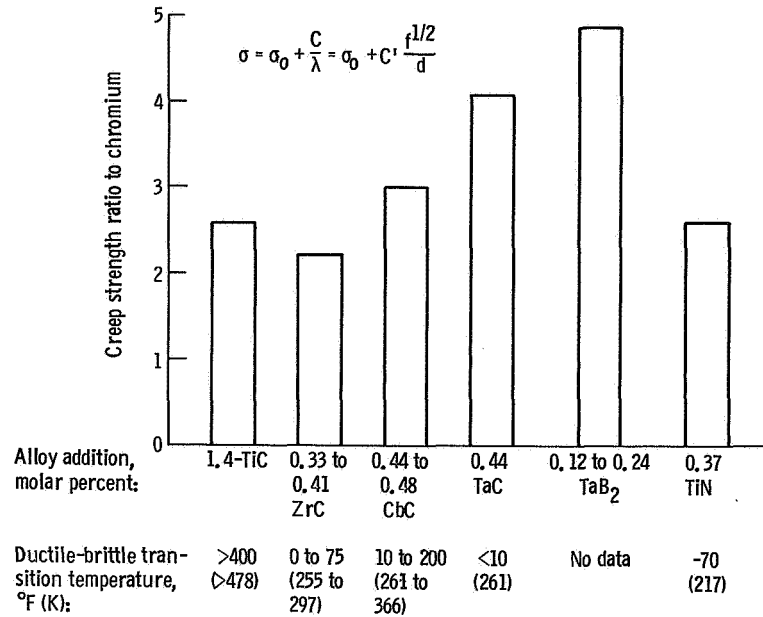 5
4
3
2
1
0
Creep strength ratio to chromium
σ = σ₀ + C/λ = σ₀ + C' f^1/2/d
Alloy addition, molar percent:
1.4-TiC
0.33 to
0.41
ZrC
0.44 to
0.48
CbC
0.44
TaC
0.12 to 0.24
TaB₂
0.37
TiN
Ductile-brittle tran-
sition temperature,
°F (K):
>400
(>478)
0 to 75
(255 to
297)
10 to 200
(261 to
366)
<10
(261)
No data
-70
(217)